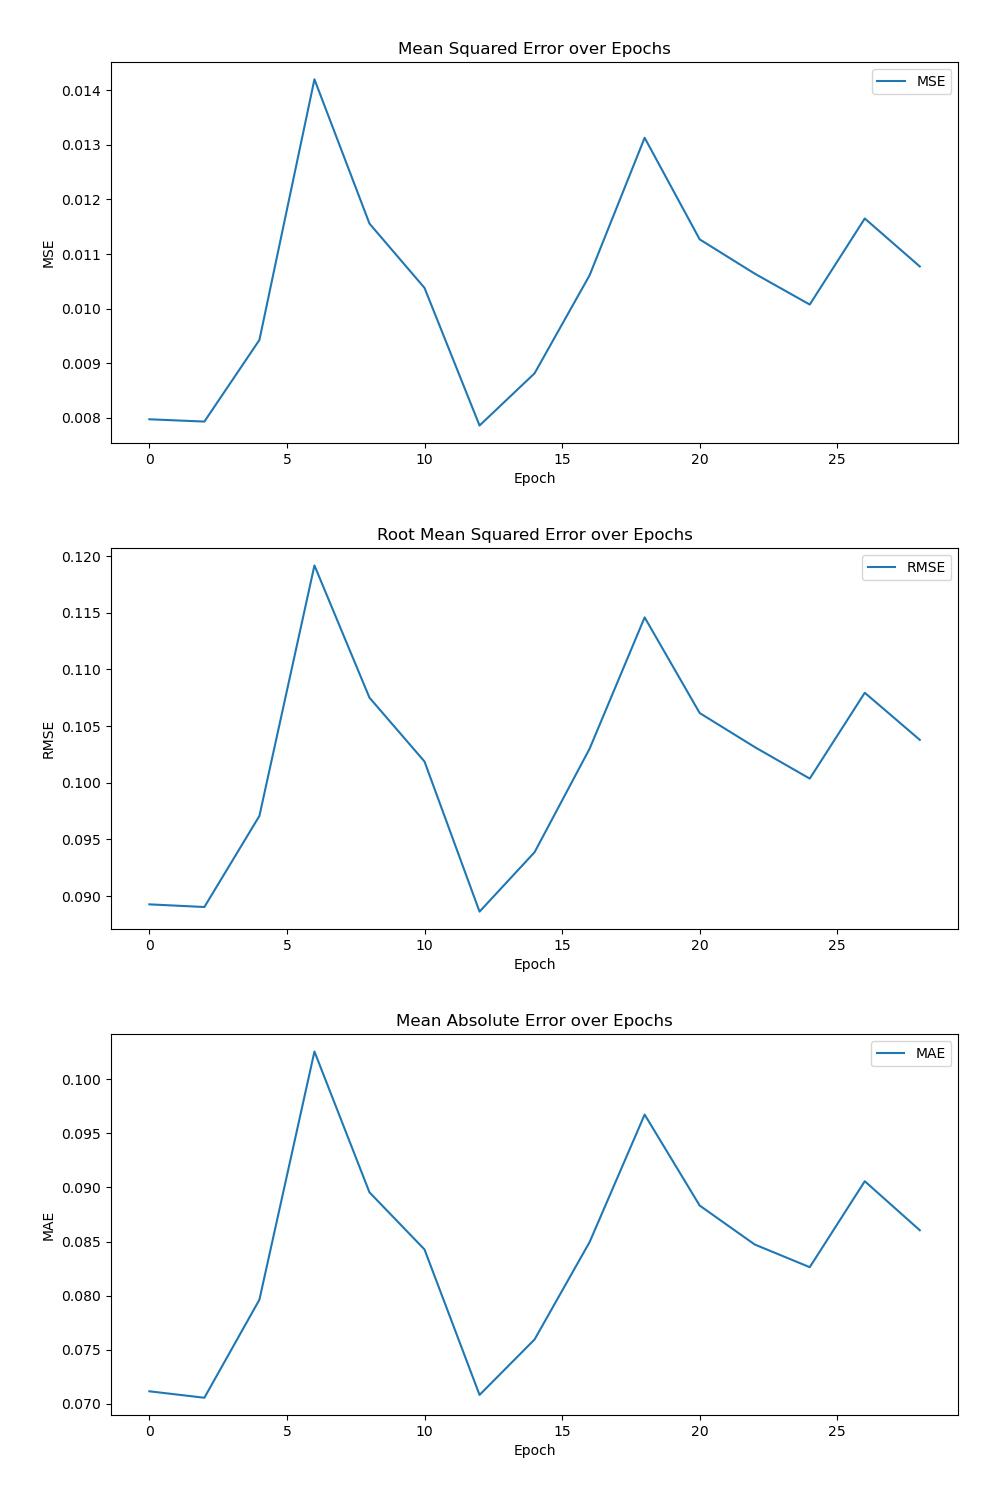 Mean Squared Error over Epochs
MSE
0.014
0.013
0.012
0.011
0.010
0.009
0.008
MSE
0 5 10 15 20 25
Epoch
Root Mean Squared Error over Epochs
RMSE
0.120
0.115
0.110
0.105
0.100
0.095
0.090
RMSE
0 5 10 15 20 25
Epoch
Mean Absolute Error over Epochs
MAE
0.100
0.095
0.090
0.085
0.080
0.075
0.070
MAE
0 5 10 15 20 25
Epoch